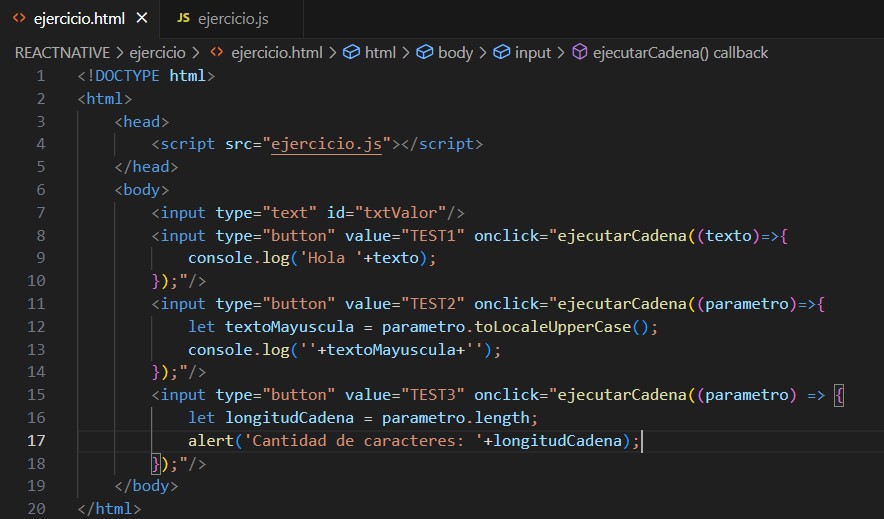 ejercicio.html JS ejercicio.js
REACTNATIVE > ejercicio > ejercicio.html > html > body > input > ejecutarCadena() callback
1 <!DOCTYPE html>
2 <html>
3 <head>
4 <script src="ejercicio.js"></script>
5 </head>
6 <body>
7 <input type="text" id="txtValor"/>
8 <input type="button" value="TEST1" onclick="ejecutarCadena((texto)=>{
9 console.log('Hola '+texto);
10 });"/>
11 <input type="button" value="TEST2" onclick="ejecutarCadena((parametro)=>{
12 let textoMayuscula = parametro.toLocaleUpperCase();
13 console.log(''+textoMayuscula+'');
14 });"/>
15 <input type="button" value="TEST3" onclick="ejecutarCadena((parametro) => {
16 let longitudCadena = parametro.length;
17 alert('Cantidad de caracteres: '+longitudCadena);
18 });"/>
19 </body>
20 </html>